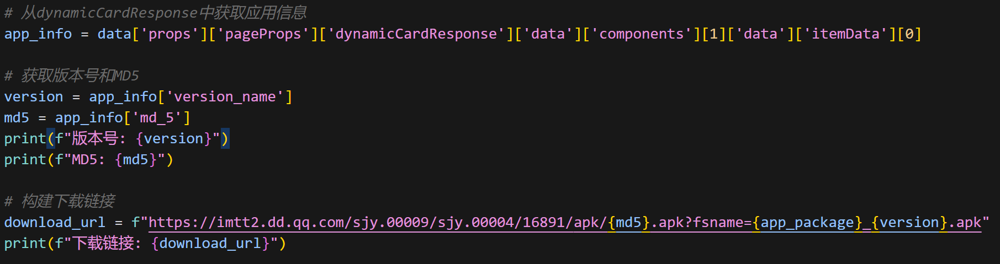 # 从dynamicCardResponse中获取应用信息
app_info = data['props']['pageProps']['dynamicCardResponse']['data']['components'][1]['data']['itemData'][0]
# 获取版本号和MD5
version = app_info['version_name']
md5 = app_info['md_5']
print(f"版本号: {version}")
print(f"MD5: {md5}")
# 构建下载链接
download_url = f"https://imtt2.dd.qq.com/sjy.00009/sjy.00004/16891/apk/{md5}.apk?fsname={app_package}_{version}.apk"
print(f"下载链接: {download_url}")